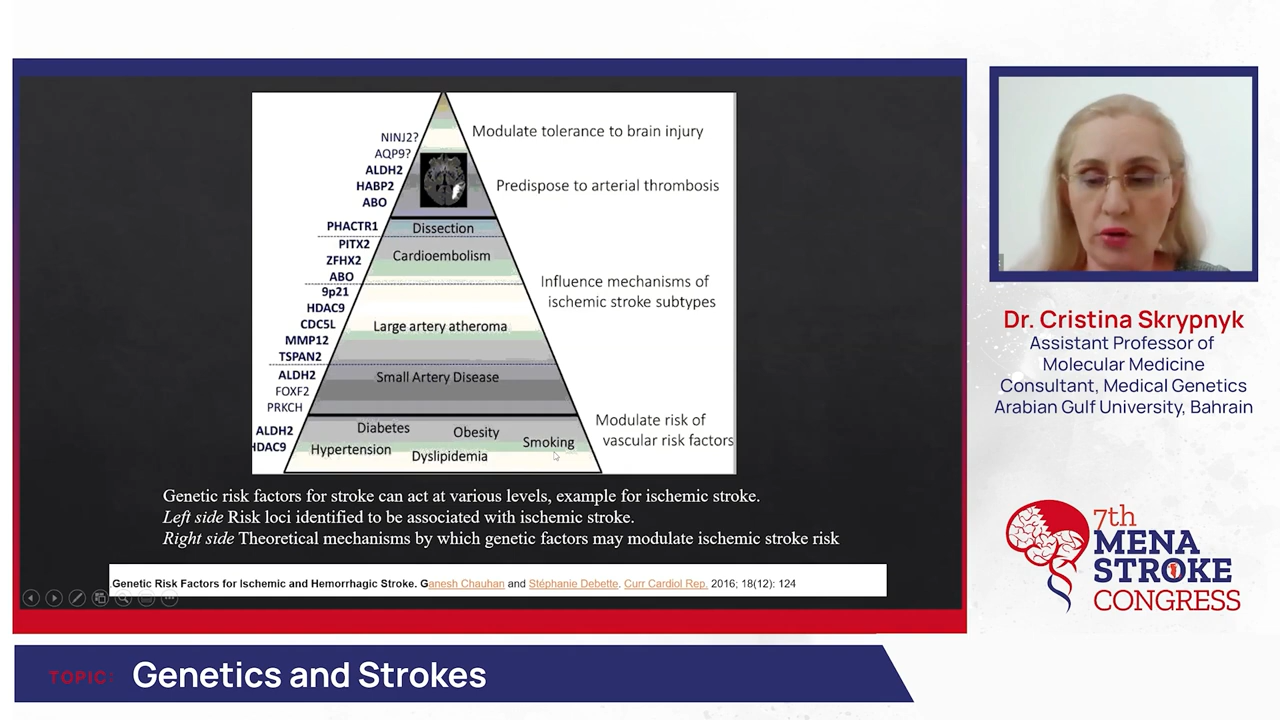 NINJ2?
AQP9?
ALDH2
HABP2
ABO
PHACTR1
PITX2
ZFHX2
ABO
9p21
HDAC9
CDC5L
MMP12
TSPAN2
ALDH2
FOXF2
PRKCH
ALDH2
HDAC9
Dissection
Cardioembolism
Large artery atheroma
Small Artery Disease
Diabetes
Obesity
Smoking
Hypertension
Dyslipidemia
Modulate tolerance to brain injury
Predispose to arterial thrombosis
Influence mechanisms of
ischemic stroke subtypes
Modulate risk of
vascular risk factors
Genetic risk factors for stroke can act at various levels, example for ischemic stroke.
Left side Risk loci identified to be associated with ischemic stroke.
Right side Theoretical mechanisms by which genetic factors may modulate ischemic stroke risk
Genetic Risk Factors for Ischemic and Hemorrhagic Stroke. Ganesh Chauhan and Stéphanie Debette. Curr Cardiol Rep. 2016; 18(12): 124
Dr. Cristina Skrypnyk
Assistant Professor of
Molecular Medicine
Consultant, Medical Genetics
Arabian Gulf University, Bahrain
7th
MENA
STROKE
CONGRESS
TOPIC: Genetics and Strokes